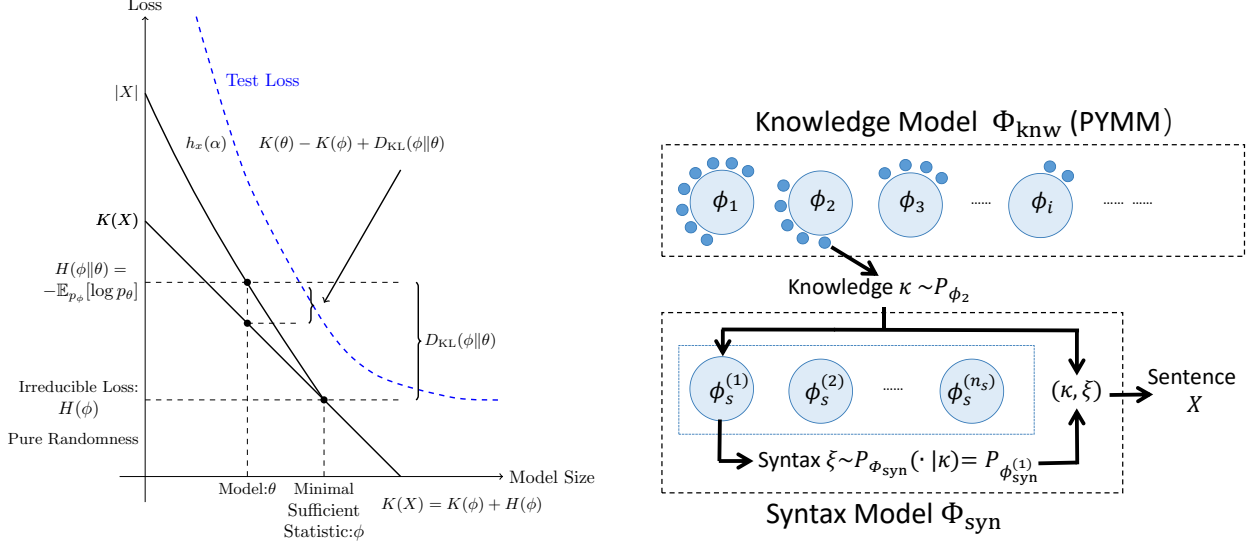 Loss
Test Loss
|X|
h_x(α)
K(θ) − K(ϕ) + D_KL(ϕ||θ)
K(X)
H(ϕ||θ) =
−𝔼_{p_ϕ}[log p_θ]
D_KL(ϕ||θ)
Irreducible Loss:
H(ϕ)
Pure Randomness
Model Size
Model:θ
Minimal
Sufficient
Statistic:ϕ
K(X) = K(ϕ) + H(ϕ)
Knowledge Model Φ_knw (PYMM)
ϕ_1 ϕ_2 ϕ_3 ...... ϕ_i ...... ......
Knowledge κ ~P_{ϕ_2}
ϕ_s^{(1)} ϕ_s^{(2)} ...... ϕ_s^{(n_s)}
(κ, ξ)
Sentence
X
Syntax ξ~P_{Φ_syn}(· |κ)= P_{ϕ_syn^{(1)}}
Syntax Model Φ_syn